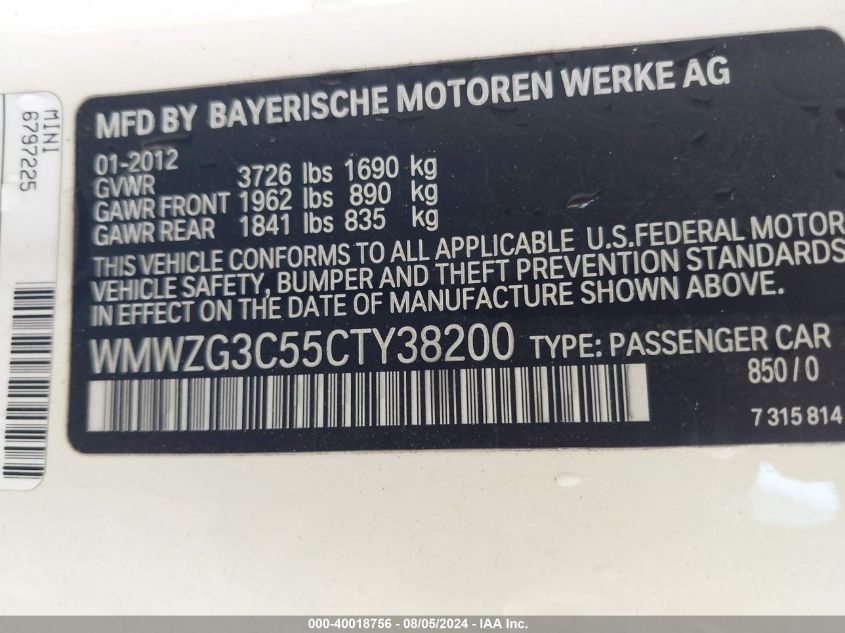 MFD BY BAYERISCHE MOTOREN WERKE AG
01-2012
GVWR 3726 lbs 1690 kg
GAWR FRONT 1962 lbs 890 kg
GAWR REAR 1841 lbs 835 kg
THIS VEHICLE CONFORMS TO ALL APPLICABLE U.S.FEDERAL MOTOR
VEHICLE SAFETY, BUMPER AND THEFT PREVENTION STANDARDS
IN EFFECT ON THE DATE OF MANUFACTURE SHOWN ABOVE.
WMWZG3C55CTY38200 TYPE: PASSENGER CAR
850/0
7 315 814
MINI
6797225
000-40018756 - 08/05/2024 - IAA Inc.